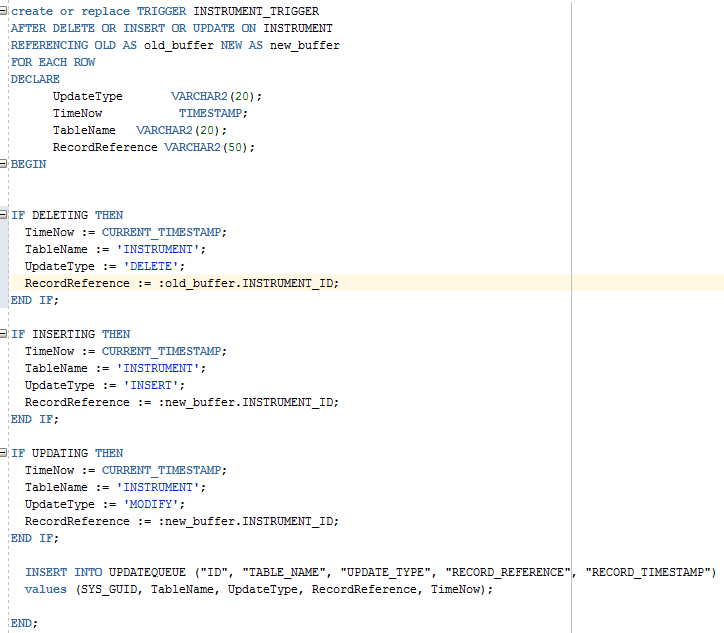 create or replace TRIGGER INSTRUMENT_TRIGGER
AFTER DELETE OR INSERT OR UPDATE ON INSTRUMENT
REFERENCING OLD AS old_buffer NEW AS new_buffer
FOR EACH ROW
DECLARE
UpdateType VARCHAR2(20);
TimeNow TIMESTAMP;
TableName VARCHAR2(20);
RecordReference VARCHAR2(50);
BEGIN
IF DELETING THEN
TimeNow := CURRENT_TIMESTAMP;
TableName := 'INSTRUMENT';
UpdateType := 'DELETE';
RecordReference := :old_buffer.INSTRUMENT_ID;
END IF;
IF INSERTING THEN
TimeNow := CURRENT_TIMESTAMP;
TableName := 'INSTRUMENT';
UpdateType := 'INSERT';
RecordReference := :new_buffer.INSTRUMENT_ID;
END IF;
IF UPDATING THEN
TimeNow := CURRENT_TIMESTAMP;
TableName := 'INSTRUMENT';
UpdateType := 'MODIFY';
RecordReference := :new_buffer.INSTRUMENT_ID;
END IF;
INSERT INTO UPDATEQUEUE ("ID", "TABLE_NAME", "UPDATE_TYPE", "RECORD_REFERENCE", "RECORD_TIMESTAMP")
values (SYS_GUID, TableName, UpdateType, RecordReference, TimeNow);
END;